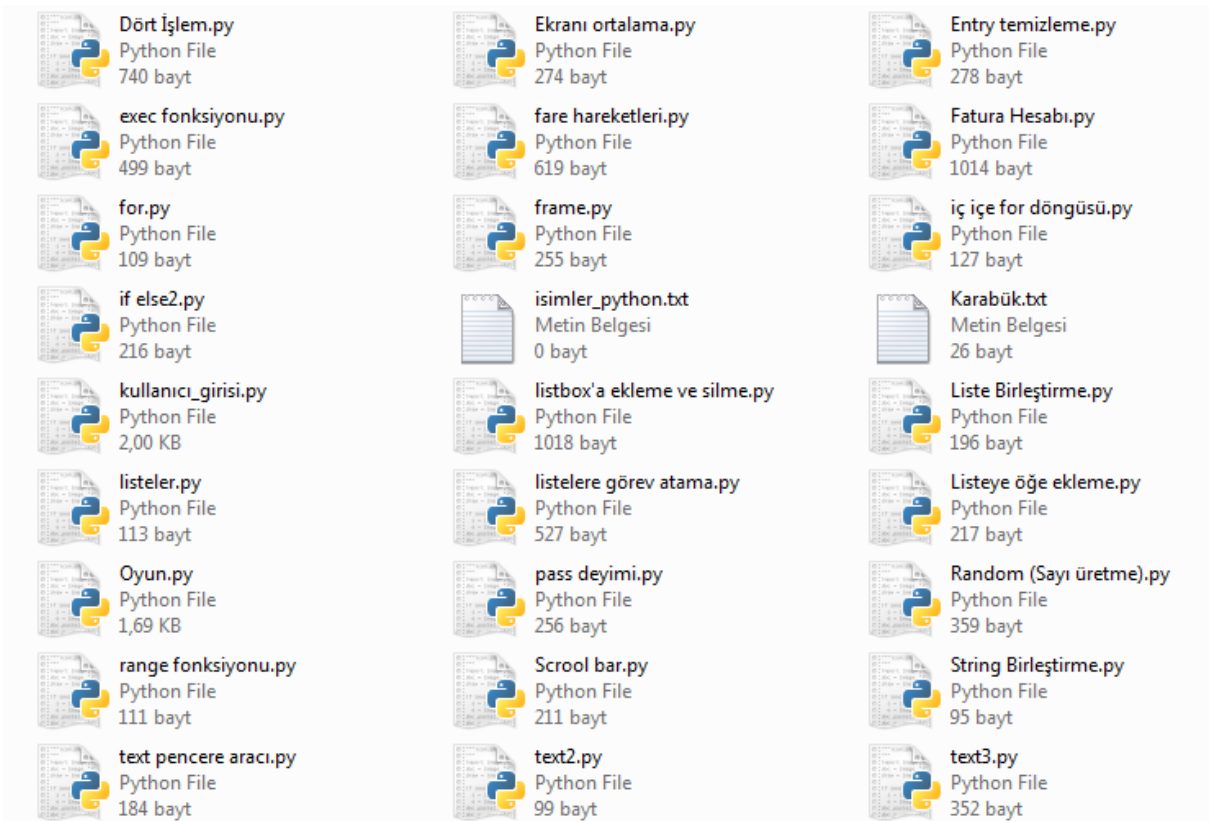 Dört İşlem.py
Python File
740 bayt
Ekranı ortalama.py
Python File
274 bayt
Entry temizleme.py
Python File
278 bayt
exec fonksiyonu.py
Python File
499 bayt
fare hareketleri.py
Python File
619 bayt
Fatura Hesabı.py
Python File
1014 bayt
for.py
Python File
109 bayt
frame.py
Python File
255 bayt
iç içe for döngüsü.py
Python File
127 bayt
if else2.py
Python File
216 bayt
isimler_python.txt
Metin Belgesi
0 bayt
Karabük.txt
Metin Belgesi
26 bayt
kullanıcı_girisi.py
Python File
2,00 KB
listbox'a ekleme ve silme.py
Python File
1018 bayt
Liste Birleştirme.py
Python File
196 bayt
listeler.py
Python File
113 bayt
listelere görev atama.py
Python File
527 bayt
Listeye öğe ekleme.py
Python File
217 bayt
Oyun.py
Python File
1,69 KB
pass deyimi.py
Python File
256 bayt
Random (Sayı üretme).py
Python File
359 bayt
range fonksiyonu.py
Python File
111 bayt
Scrool bar.py
Python File
211 bayt
String Birleştirme.py
Python File
95 bayt
text pencere aracı.py
Python File
184 bayt
text2.py
Python File
99 bayt
text3.py
Python File
352 bayt